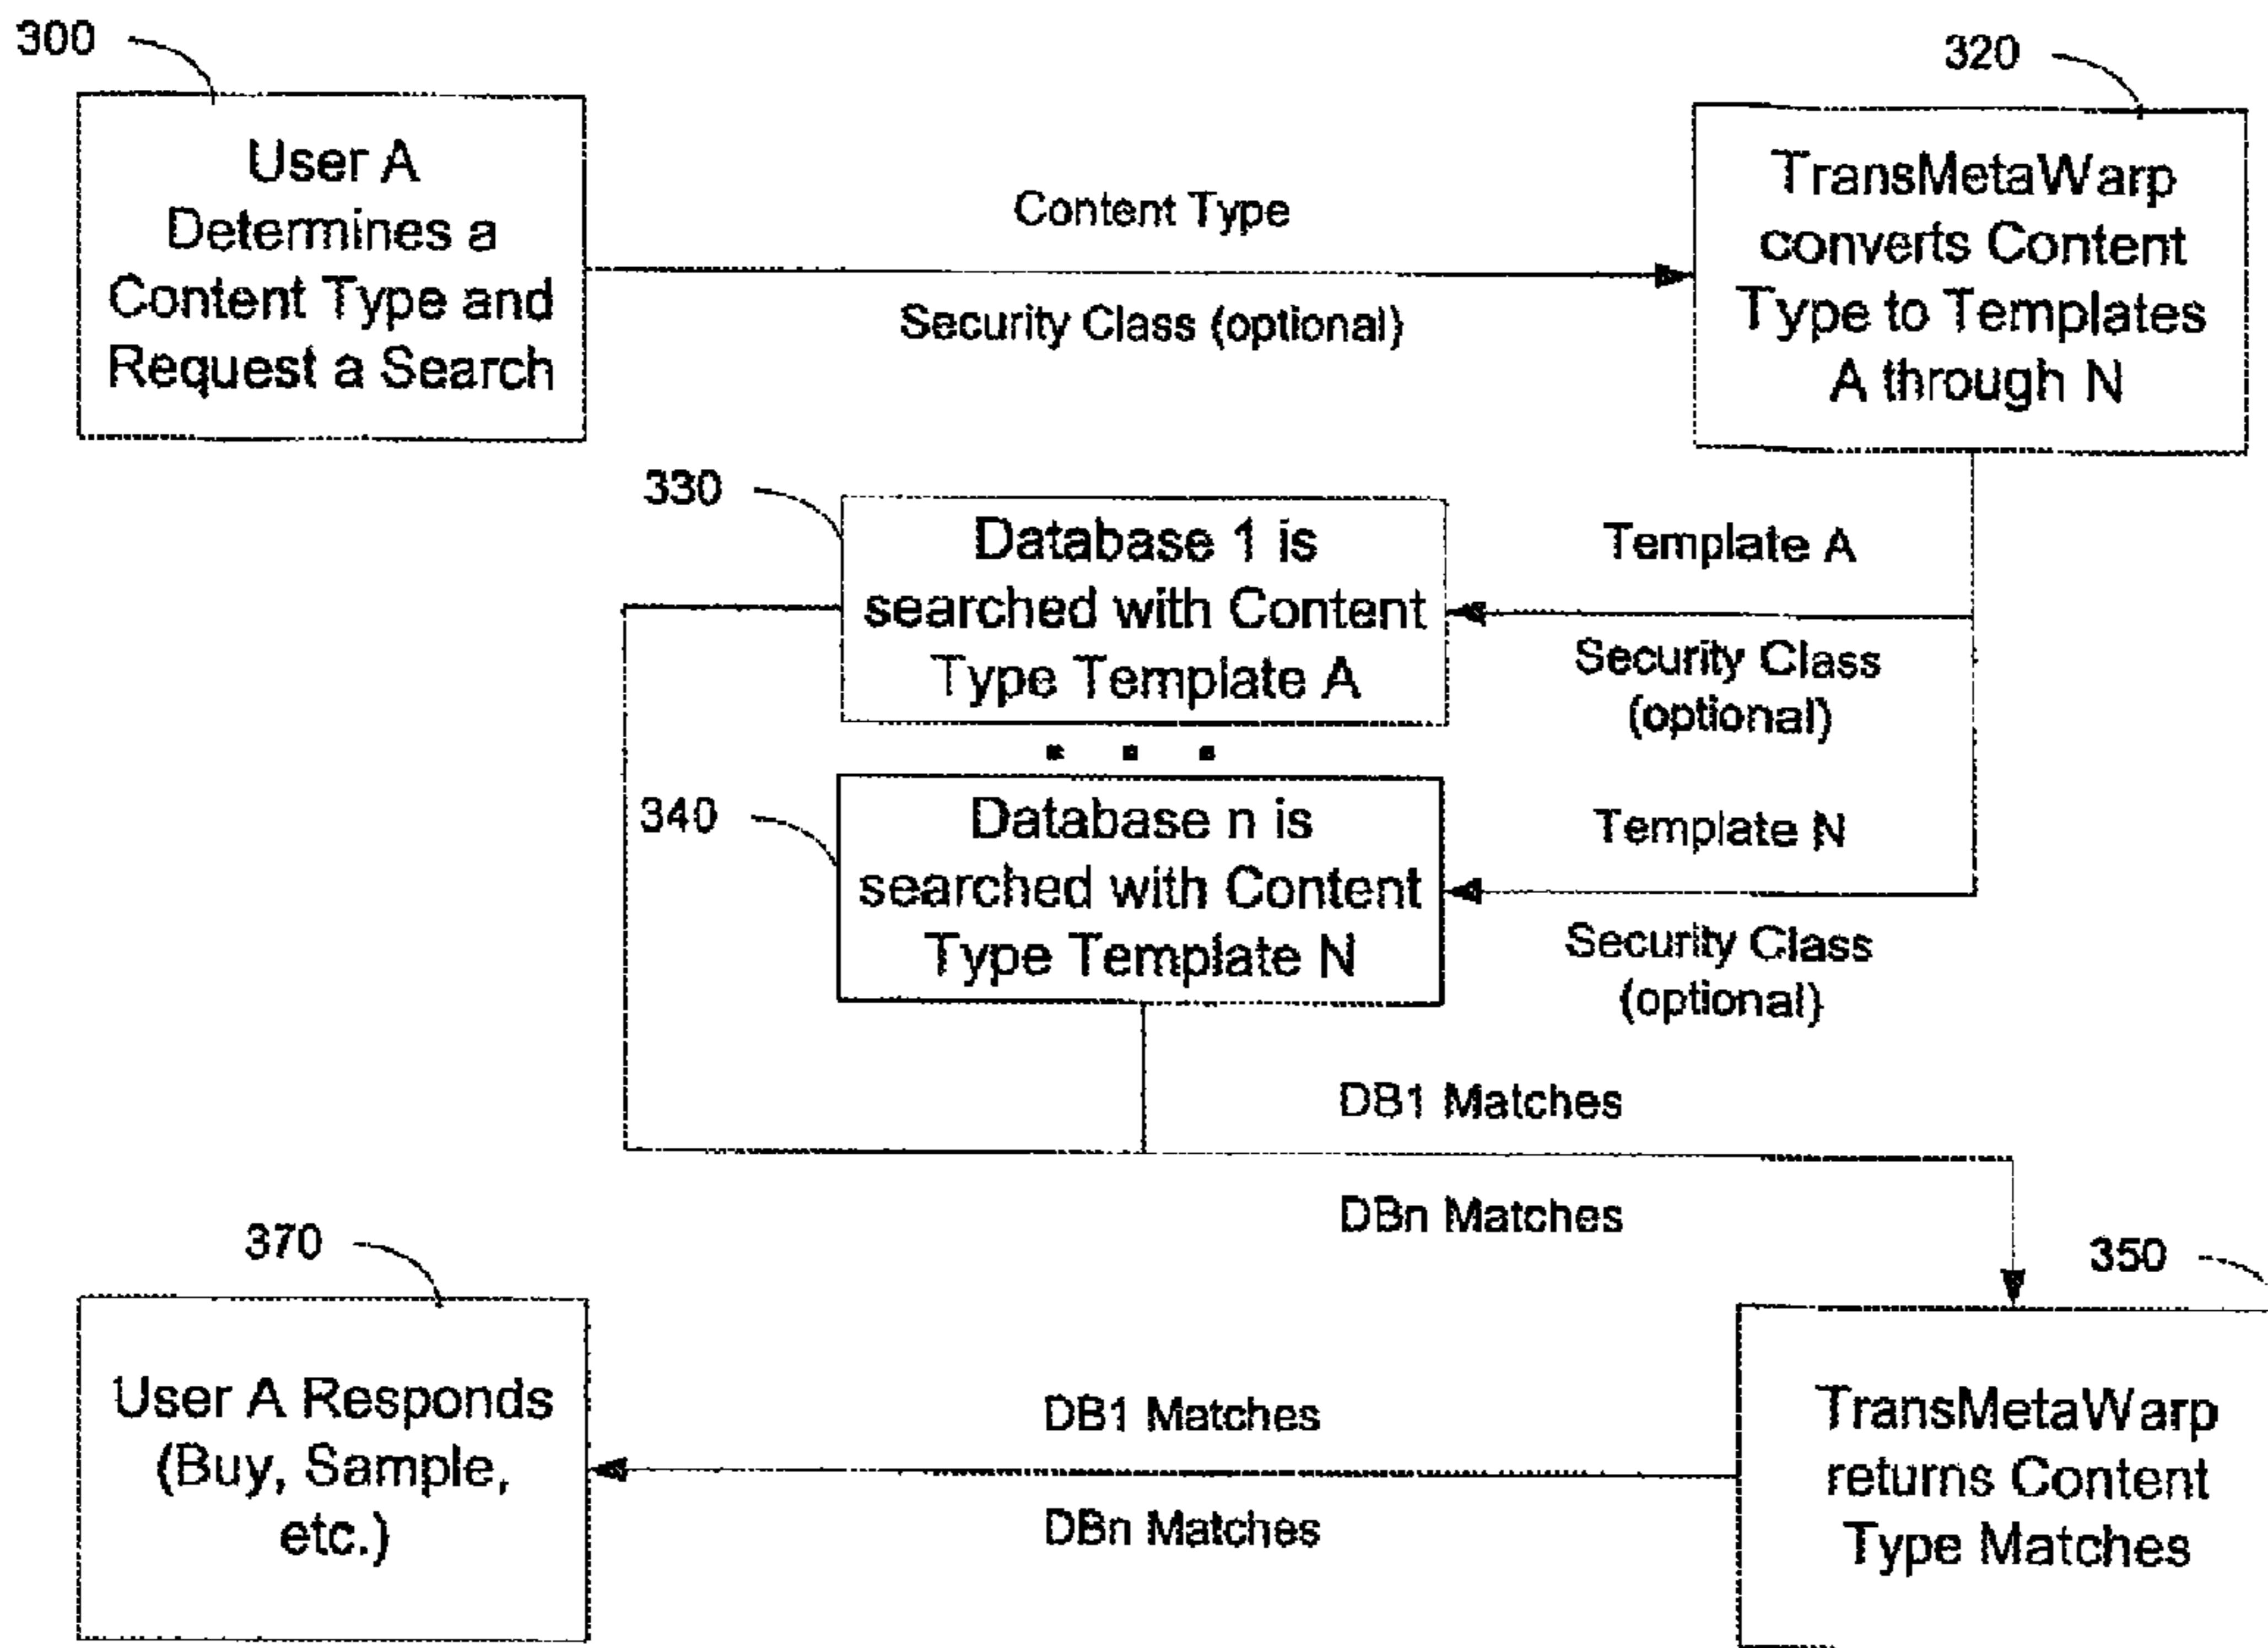 300
User A
Determines a
Content Type and
Request a Search
Content Type
Security Class (optional)
320
TransMetaWarp
converts Content
Type to Templates
A through N
330
Database 1 is
searched with Content
Type Template A
Template A
Security Class
(optional)
340
Database n is
searched with Content
Type Template N
Template N
Security Class
(optional)
DB1 Matches
DBn Matches
350
TransMetaWarp
returns Content
Type Matches
DB1 Matches
DBn Matches
370
User A Responds
(Buy, Sample,
etc.)